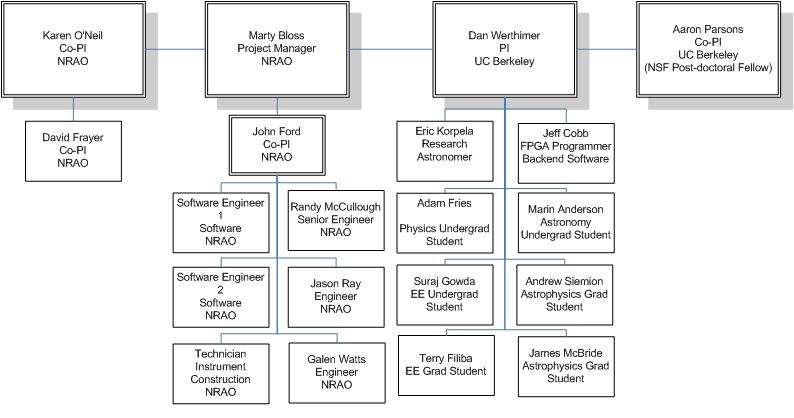 Karen O'Neil
Co-PI
NRAO
Marty Bloss
Project Manager
NRAO
Dan Werthimer
PI
UC Berkeley
Aaron Parsons
Co-PI
UC Berkeley
(NSF Post-doctoral Fellow)
David Frayer
Co-PI
NRAO
John Ford
Co-PI
NRAO
Eric Korpela
Research
Astronomer
Jeff Cobb
FPGA Programmer
Backend Software
Software Engineer
1
Software
NRAO
Randy McCullough
Senior Engineer
NRAO
Adam Fries
Physics Undergrad
Student
Marin Anderson
Astronomy
Undergrad Student
Software Engineer
2
Software
NRAO
Jason Ray
Engineer
NRAO
Suraj Gowda
EE Undergrad
Student
Andrew Siemion
Astrophysics Grad
Student
Technician
Instrument
Construction
NRAO
Galen Watts
Engineer
NRAO
Terry Filiba
EE Grad Student
James McBride
Astrophysics Grad
Student